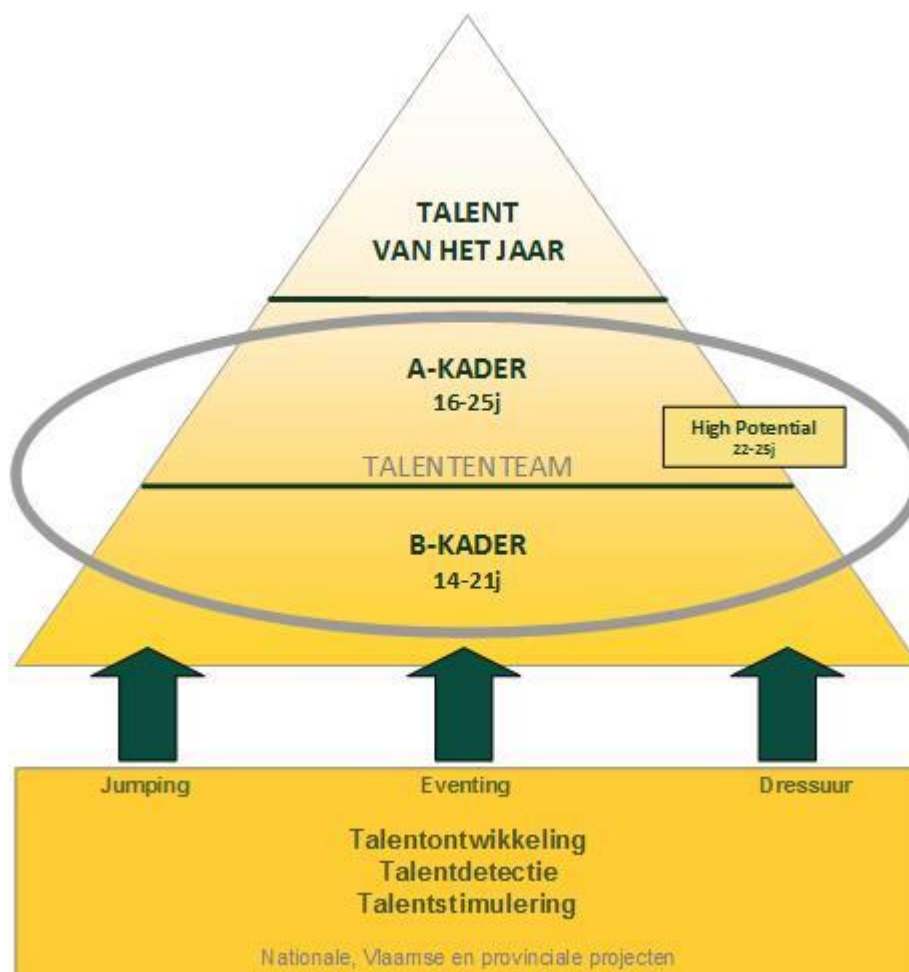 TALENT
VAN HET JAAR
A-KADER
16-25j
High Potential
22-25j
TALENTENTEAM
B-KADER
14-21j
Jumping
Eventing
Dressuur
Talentontwikkeling
Talentdetectie
Talentstimulering
Nationale, Vlaamse en provinciale projecten